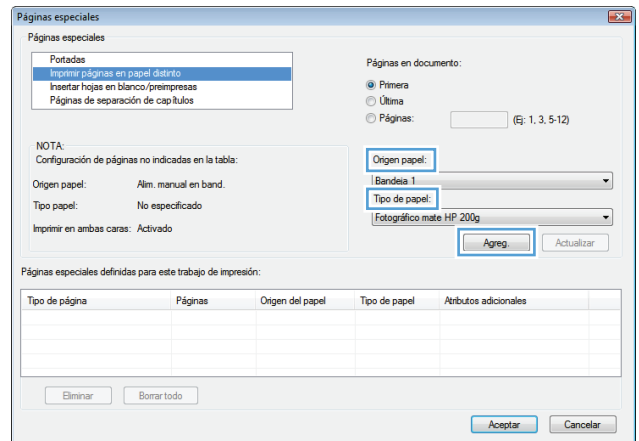 Páginas especiales
Páginas especiales
Portadas
Imprimir páginas en papel distinto
Insertar hojas en blanco/preimpresas
Páginas de separación de capítulos
Páginas en documento:
Primera
Última
Páginas:
(Ej: 1, 3, 5-12)
NOTA:
Configuración de páginas no indicadas en la tabla:
Origen papel: Alim. manual en band.
Tipo papel: No especificado
Imprimir en ambas caras: Activado
Origen papel:
Bandeja 1
Tipo de papel:
Fotográfico mate HP 200g
Agreg. Actualizar
Páginas especiales definidas para este trabajo de impresión:
Tipo de página Páginas Origen del papel Tipo de papel Atributos adicionales
Eliminar Borrar todo
Aceptar Cancelar